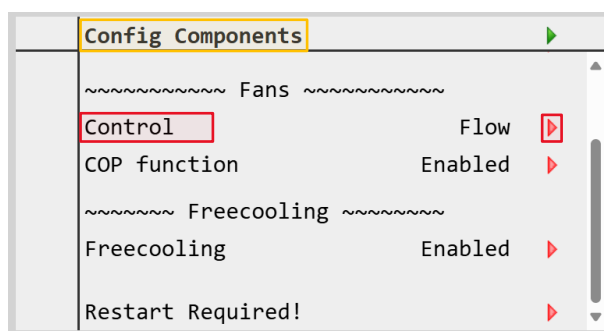 Config Components
~~~~~~~~~~~ Fans ~~~~~~~~~~~
Control Flow
COP function Enabled
~~~~~~~ Freecooling ~~~~~~~~
Freecooling Enabled
Restart Required!